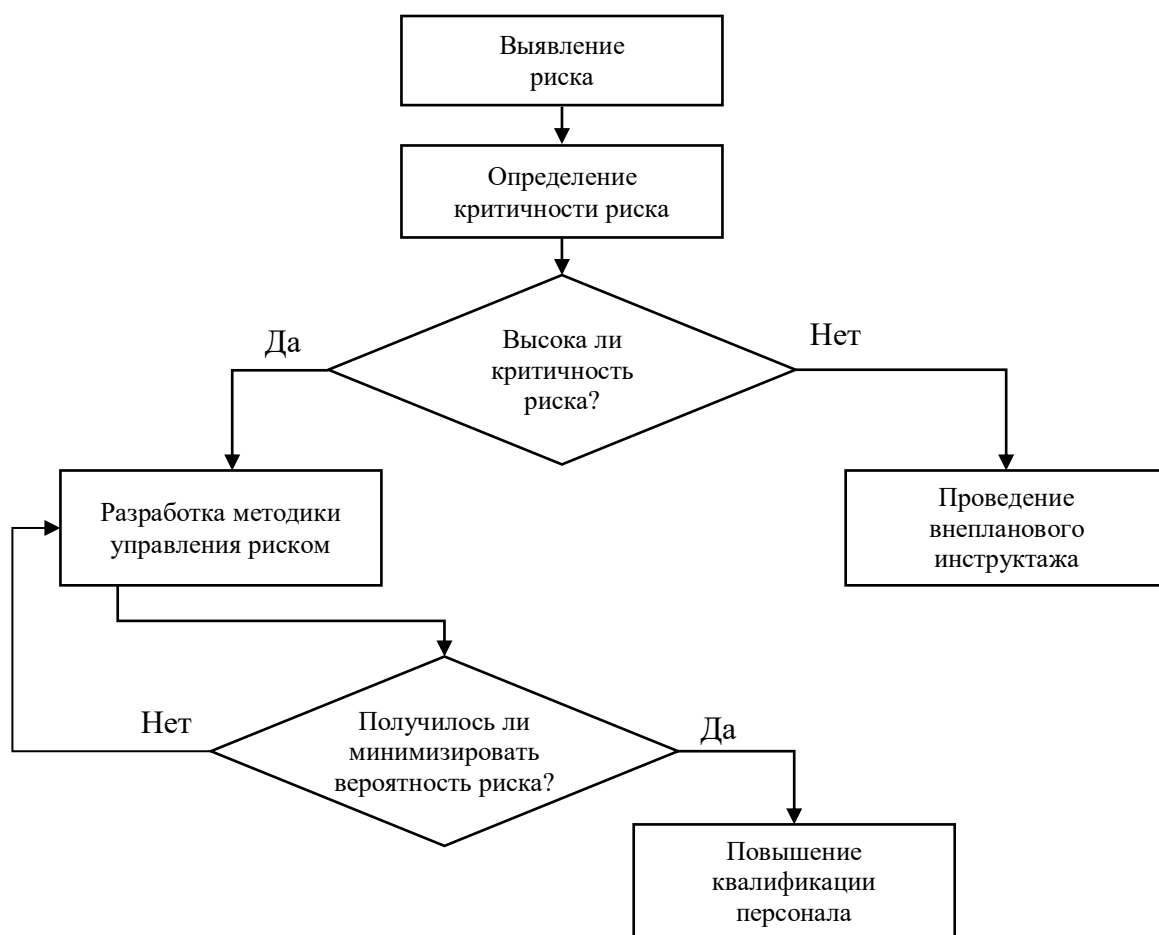 Выявление
риска
Определение
критичности риска
Да
Высока ли
критичность
риска?
Нет
Разработка методики
управления риском
Проведение
внепланового
инструктажа
Нет
Получилось ли
минимизировать
вероятность риска?
Да
Повышение
квалификации
персонала